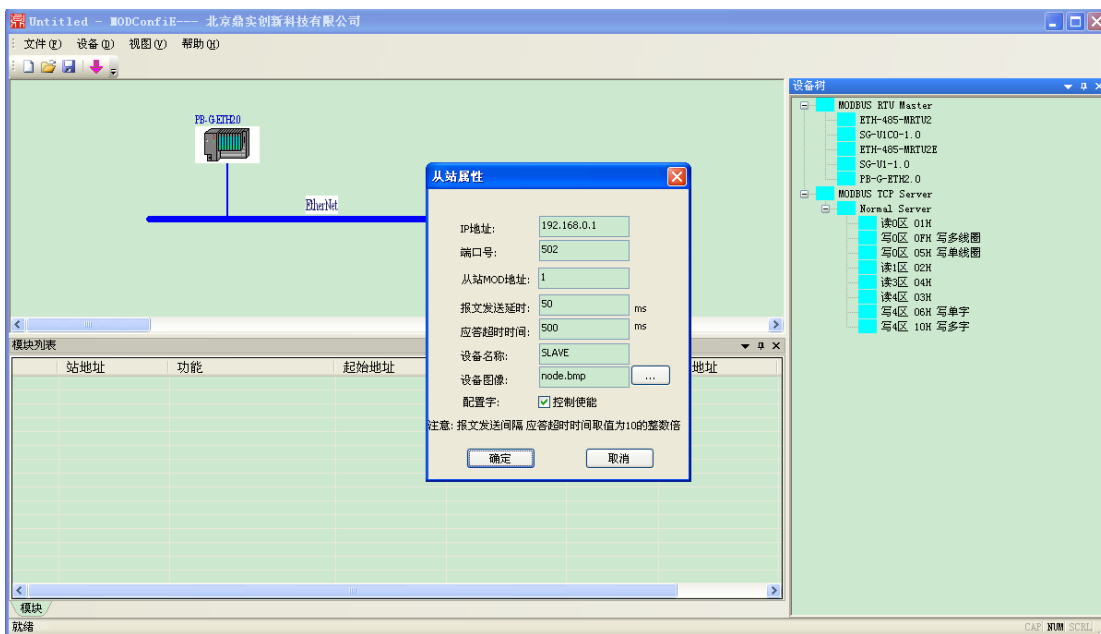 Untitled - MODConfiE--- 北京鼎实创新科技有限公司
文件(F) 设备(D) 视图(V) 帮助(H)
设备树
MODBUS RTU Master
ETH-485-MRTU2
SG-U1CO-1.0
ETH-485-MRTU2E
SG-U1-1.0
PB-G-ETH2.0
MODBUS TCP Server
Normal Server
读0区 01H
写0区 0FH 写多线圈
写0区 05H 写单线圈
读1区 02H
读3区 04H
读4区 03H
写4区 06H 写单字
写4区 10H 写多字
PB-G-ETH2.0
EtherNet
从站属性
IP地址: 192.168.0.1
端口号: 502
从站MOD地址: 1
报文发送延时: 50 ms
应答超时时间: 500 ms
设备名称: SLAVE
设备图像: node.bmp ...
配置字: 控制使能
注意: 报文发送间隔 应答超时时间取值为10的整数倍
确定 取消
模块列表
站地址 功能 起始地址 地址
模块
就绪
CAP NUM SCRL